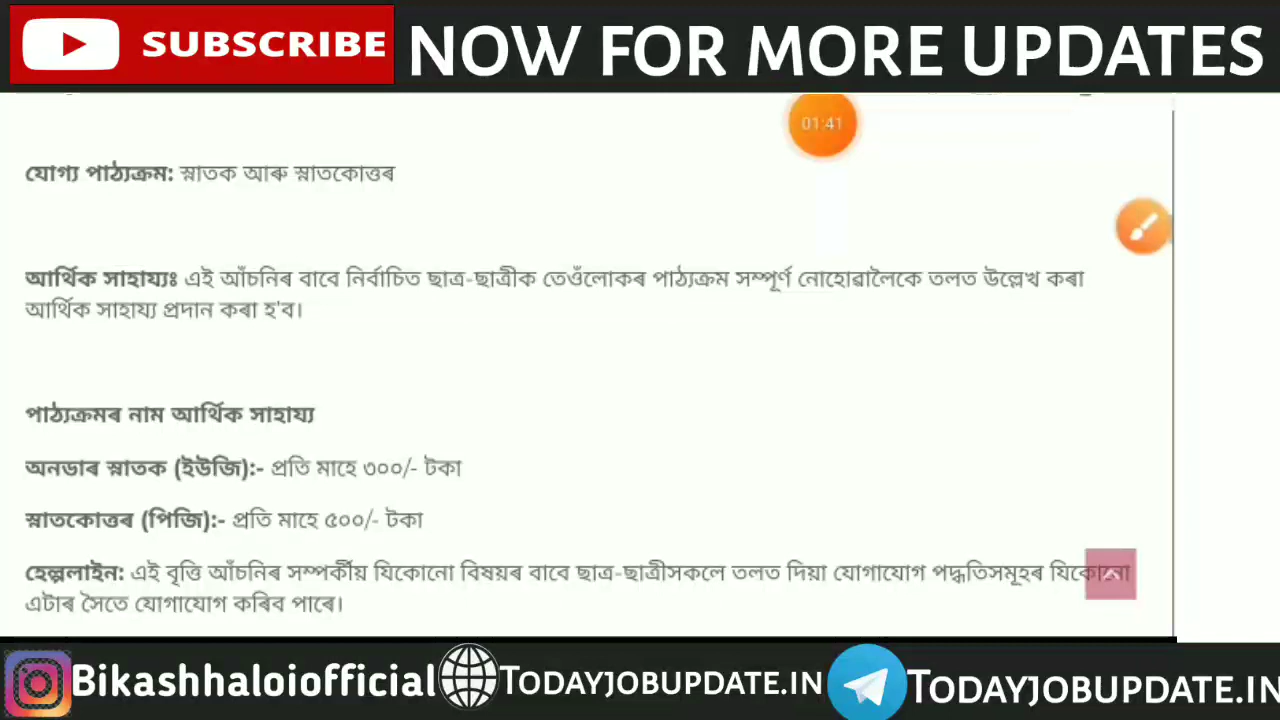 SUBSCRIBE NOW FOR MORE UPDATES
01:41
যোগ্য পাঠ্যক্ৰম: স্নাতক আৰু স্নাতকোত্তৰ
আৰ্থিক সাহায্যঃ এই আঁচনিৰ বাবে নিৰ্বাচিত ছাত্ৰ-ছাত্ৰীক তেওঁলোকৰ পাঠ্যক্ৰম সম্পূৰ্ণ নোহোৱালৈকে তলত উল্লেখ কৰা
আৰ্থিক সাহায্য প্ৰদান কৰা হ'ব।
পাঠ্যক্ৰমৰ নাম আৰ্থিক সাহায্য
অনডাৰ স্নাতক (ইউজি):- প্ৰতি মাহে ৩০০/- টকা
স্নাতকোত্তৰ (পিজি):- প্ৰতি মাহে ৫০০/- টকা
হেল্পলাইন: এই বৃত্তি আঁচনিৰ সম্পৰ্কীয় যিকোনো বিষয়ৰ বাবে ছাত্ৰ-ছাত্ৰীসকলে তলত দিয়া যোগাযোগ পদ্ধতিসমূহৰ যিকোনো
এটাৰ সৈতে যোগাযোগ কৰিব পাৰে।
Bikashhaloiofficial TODAYJOBUPDATE.IN TODAYJOBUPDATE.IN